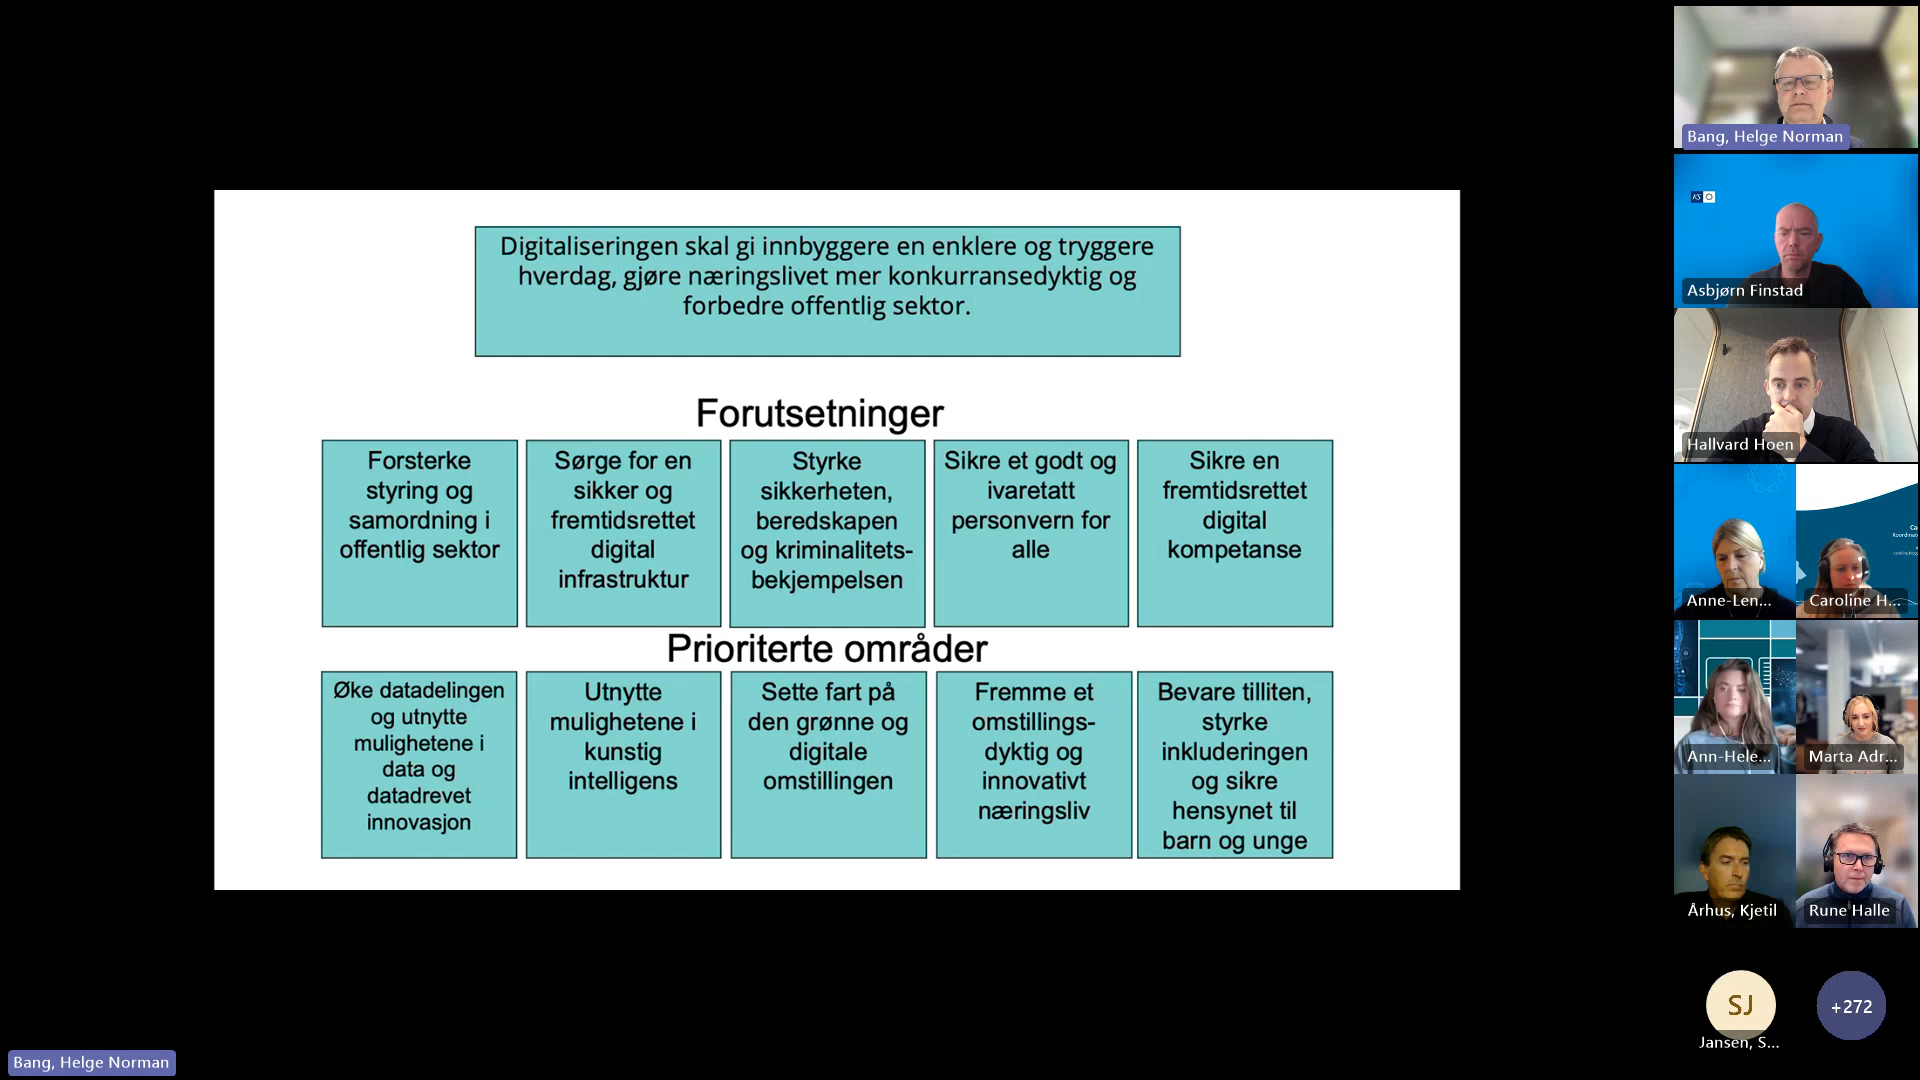 Digitaliseringen skal gi innbyggere en enklere og tryggere
hverdag, gjøre næringslivet mer konkurransedyktig og
forbedre offentlig sektor.
Forutsetninger
Forsterke
styring og
samordning i
offentlig sektor
Sørge for en
sikker og
fremtidsrettet
digital
infrastruktur
Styrke
sikkerheten,
beredskapen
og kriminalitets-
bekjempelsen
Sikre et godt og
ivaretatt
personvern for
alle
Sikre en
fremtidsrettet
digital
kompetanse
Prioriterte områder
Øke datadelingen
og utnytte
mulighetene i
data og
datadrevet
innovasjon
Utnytte
mulighetene i
kunstig
intelligens
Sette fart på
den grønne og
digitale
omstillingen
Fremme et
omstillings-
dyktig og
innovativt
næringsliv
Bevare tilliten,
styrke
inkluderingen
og sikre
hensynet til
barn og unge
Bang, Helge Norman
KS
Asbjørn Finstad
Hallvard Hoen
Anne-Len...
Caroline H...
Ann-Hele...
Marta Adr...
Århus, Kjetil
Rune Halle
SJ
Jansen, S...
+272
Bang, Helge Norman